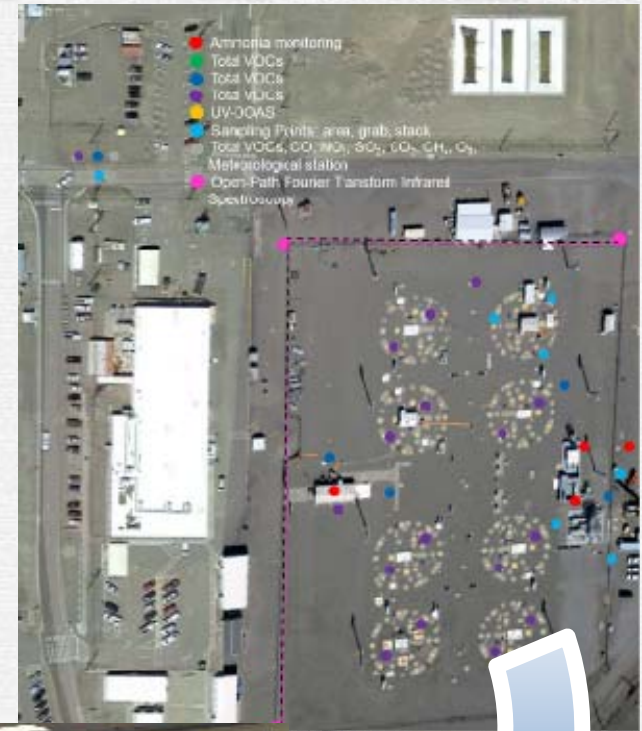 Ammonia monitoring
Total VOCs
Total VOCs
Total VOCs
UV-DOAS
Sampling Points: area, grab, stack
Total VOCs, CO, NO₂, SO₂, CO₂, CH₄, O₃,
Meteorological station
Open-Path Fourier Transform Infrared
Spectroscopy